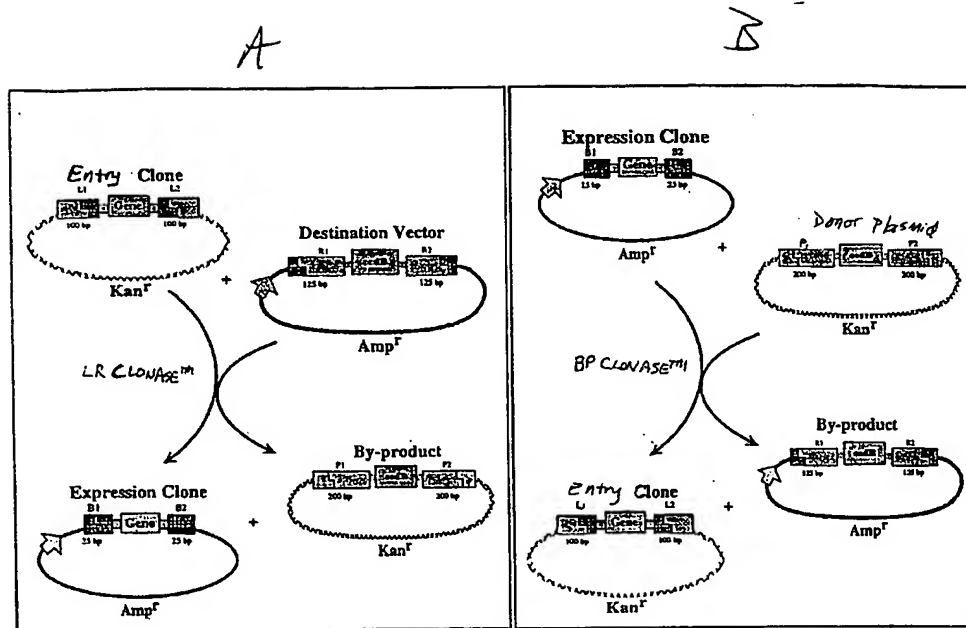 A
B
Entry Clone
L1
L2
Gene
100 bp
100 bp
Kanr
+
Destination Vector
R1
R2
125 bp
125 bp
Ampr
LR CLONASE™
Expression Clone
B1
B2
Gene
25 bp
25 bp
Ampr
+
By-product
P1
P2
200 bp
200 bp
Kanr
Expression Clone
B1
B2
Gene
25 bp
Ampr
+
Donor plasmid
P2
200 bp
200 bp
Kanr
BP CLONASE™
Entry Clone
L2
Gene
100 bp
100 bp
Kanr
+
By-product
R1
R2
125 bp
125 bp
Ampr